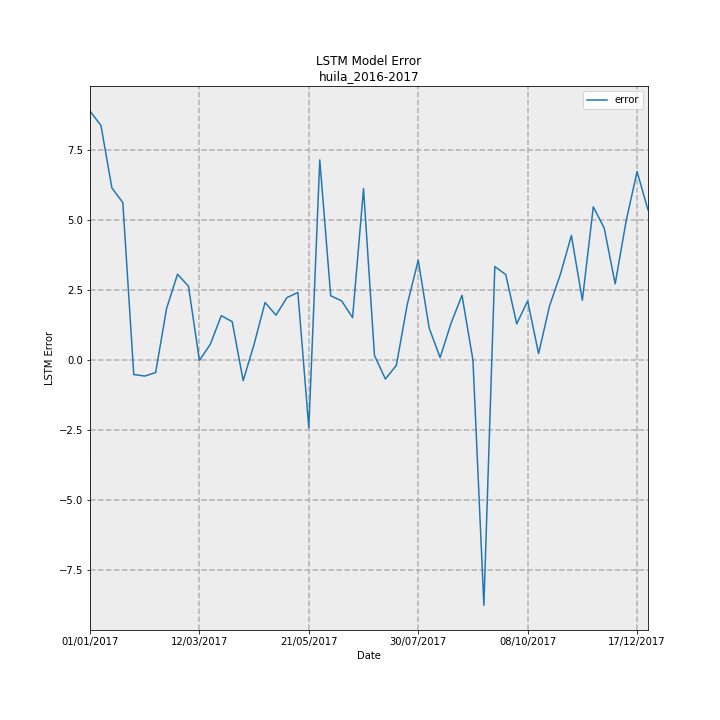 LSTM Model Error
huila_2016-2017
error
7.5
5.0
2.5
0.0
−2.5
−5.0
−7.5
LSTM Error
01/01/2017 12/03/2017 21/05/2017 30/07/2017 08/10/2017 17/12/2017
Date